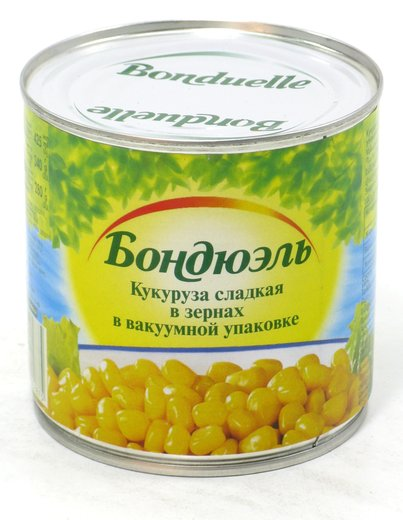 Bonduelle
Bonduelle
Бондюэль
Кукуруза сладкая
в зернах
в вакуумной упаковке